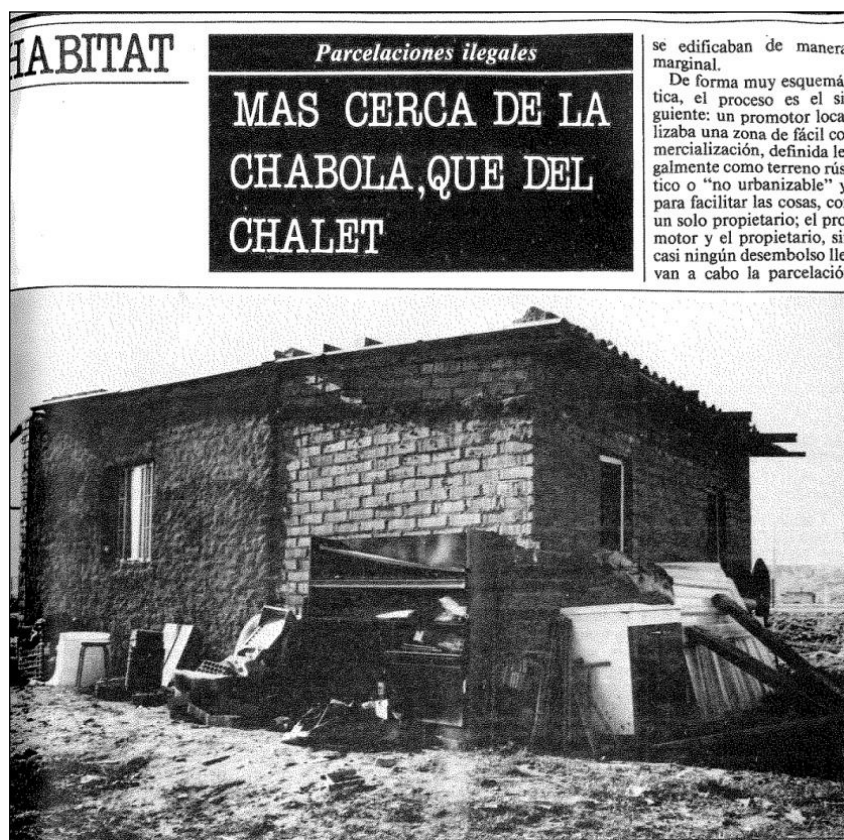 HABITAT
Parcelaciones ilegales
MAS CERCA DE LA
CHABOLA,QUE DEL
CHALET
se edificaban de manera
marginal.
De forma muy esquemá
tica, el proceso es el si
guiente: un promotor loca
lizaba una zona de fácil co
mercialización, definida le
galmente como terreno rús
tico o “no urbanizable” y
para facilitar las cosas, con
un solo propietario; el pro
motor y el propietario, sin
casi ningún desembolso lle
van a cabo la parcelació